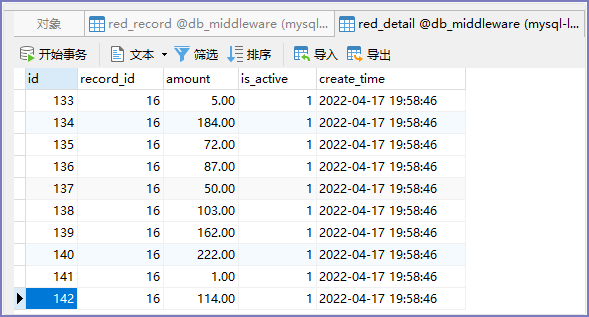 对象 red_record @db_middleware (mysql-... red_detail @db_middleware (mysql-l...
开始事务 文本 筛选 排序 导入 导出
id record_id amount is_active create_time
133 16 5.00 1 2022-04-17 19:58:46
134 16 184.00 1 2022-04-17 19:58:46
135 16 72.00 1 2022-04-17 19:58:46
136 16 87.00 1 2022-04-17 19:58:46
137 16 50.00 1 2022-04-17 19:58:46
138 16 103.00 1 2022-04-17 19:58:46
139 16 162.00 1 2022-04-17 19:58:46
140 16 222.00 1 2022-04-17 19:58:46
141 16 1.00 1 2022-04-17 19:58:46
142 16 114.00 1 2022-04-17 19:58:46